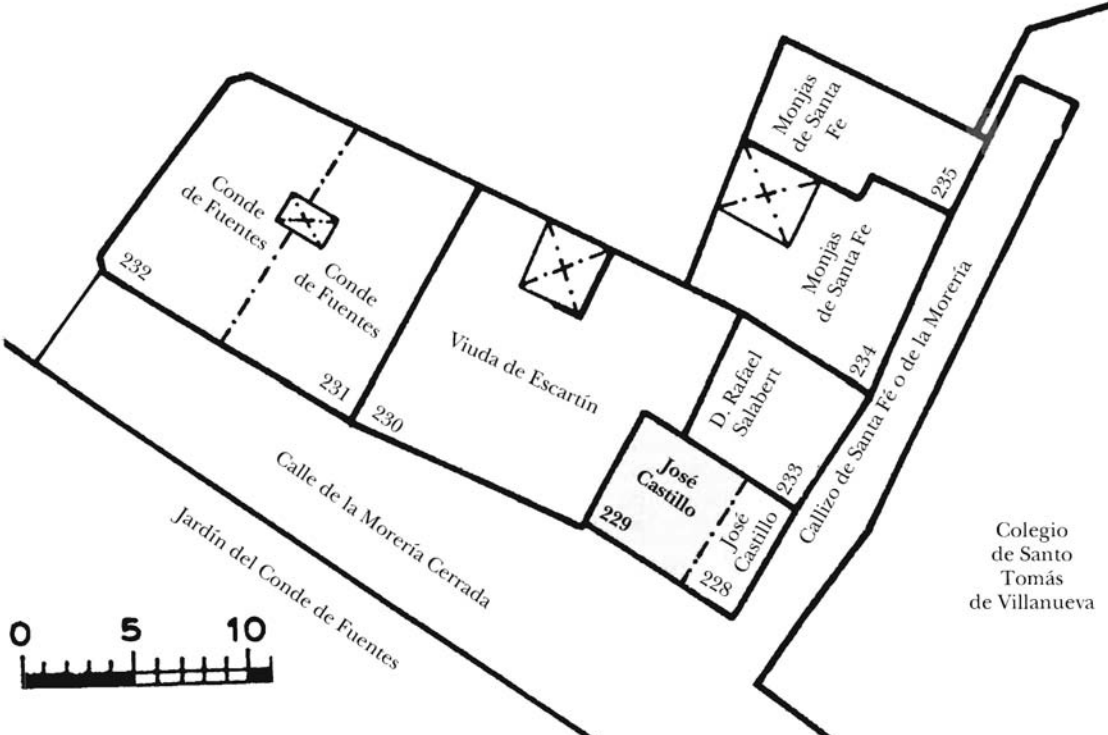 Monjas
de Santa
Fe
235
Conde
de Fuentes
232
Conde
de Fuentes
231
Monjas
de Santa Fe
234
Viuda de Escartín
230
D. Rafael
Salabert
233
José
Castillo
229
José
Castillo
228
Callizo de Santa Fé o de la Morería
Calle de la Morería Cerrada
Jardín del Conde de Fuentes
Colegio
de Santo
Tomás
de Villanueva
0 5 10